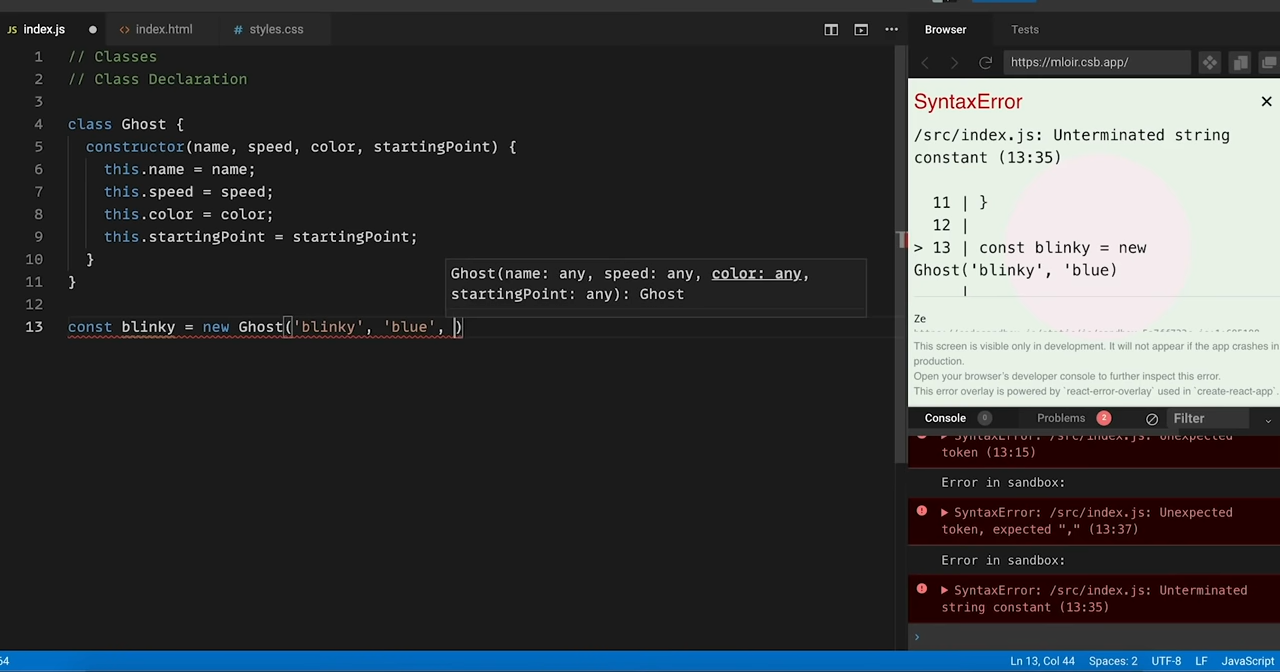 JS index.js
<> index.html
# styles.css
Browser
Tests
https://mloir.csb.app/
1 // Classes
2 // Class Declaration
3
4 class Ghost {
5 constructor(name, speed, color, startingPoint) {
6 this.name = name;
7 this.speed = speed;
8 this.color = color;
9 this.startingPoint = startingPoint;
10 }
11 }
12
Ghost(name: any, speed: any, color: any,
startingPoint: any): Ghost
13 const blinky = new Ghost('blinky', 'blue', )
SyntaxError
/src/index.js: Unterminated string
constant (13:35)
11 | }
12 |
> 13 | const blinky = new
Ghost('blinky', 'blue)
|
Ze
This screen is visible only in development. It will not appear if the app crashes in
production.
Open your browser's developer console to further inspect this error.
This error overlay is powered by `react-error-overlay` used in `create-react-app`.
Console 0
Problems 2
Filter
SyntaxError: /src/index.js: Unexpected
token (13:15)
Error in sandbox:
SyntaxError: /src/index.js: Unexpected
token, expected "," (13:37)
Error in sandbox:
SyntaxError: /src/index.js: Unterminated
string constant (13:35)
64
Ln 13, Col 44
Spaces: 2
UTF-8
LF
JavaScript